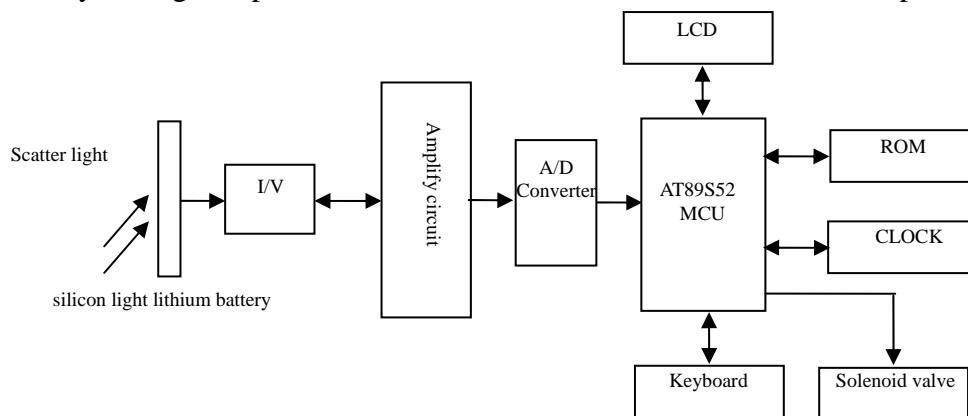 LCD
Scatter light
I/V
Amplify circuit
A/D
Converter
AT89S52
MCU
ROM
CLOCK
silicon light lithium battery
Keyboard
Solenoid valve